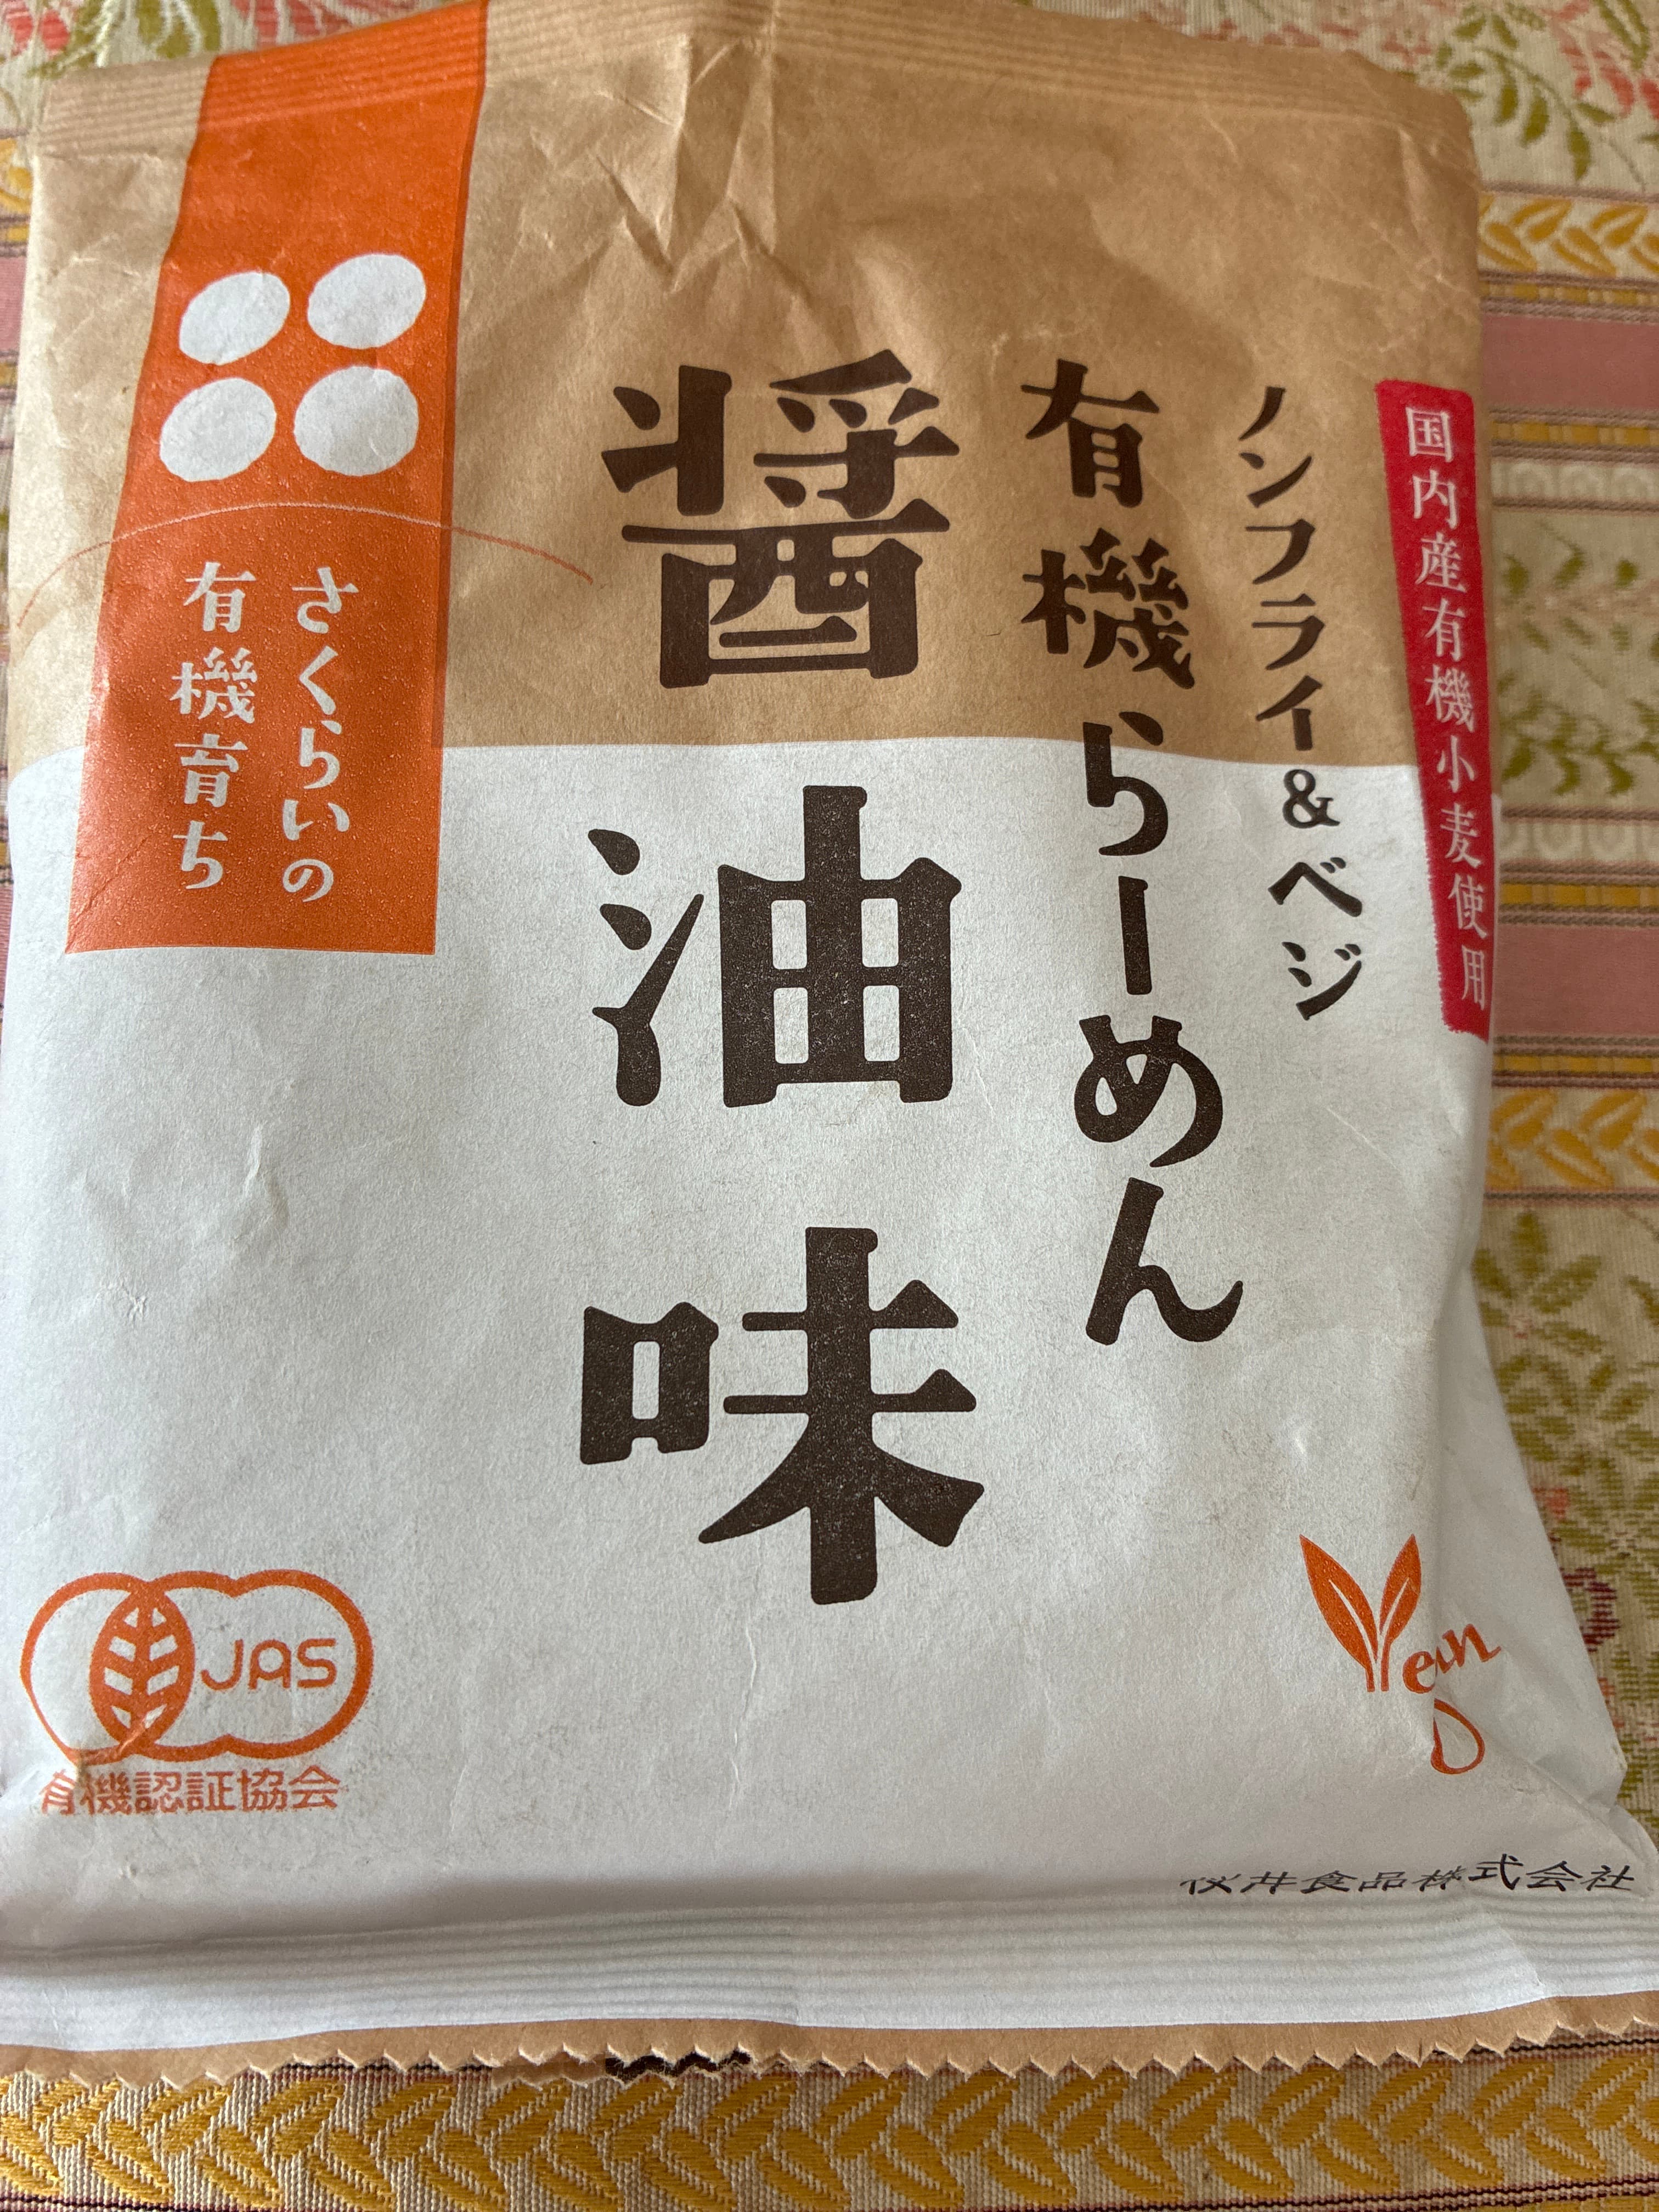 国内産有機小麦使用
ノンフライ&ベジ
有機らーめん
醤油味
さくらいの
有機育ち
JAS
有機認証協会
桜井食品株式会社